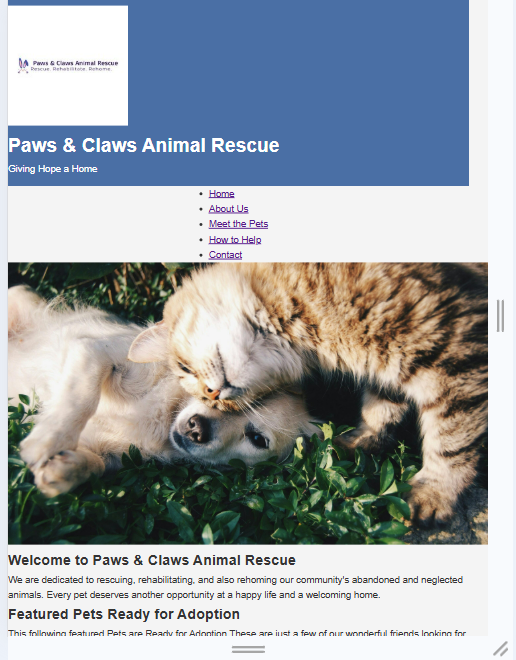 Paws & Claws Animal Rescue
Rescue. Rehabilitate. Rehome.
Paws & Claws Animal Rescue
Giving Hope a Home
Home
About Us
Meet the Pets
How to Help
Contact
Welcome to Paws & Claws Animal Rescue
We are dedicated to rescuing, rehabilitating, and also rehoming our community's abandoned and neglected
animals. Every pet deserves another opportunity at a happy life and a welcoming home.
Featured Pets Ready for Adoption
This following featured Pets are Ready for Adoption These are just a few of our wonderful friends looking for